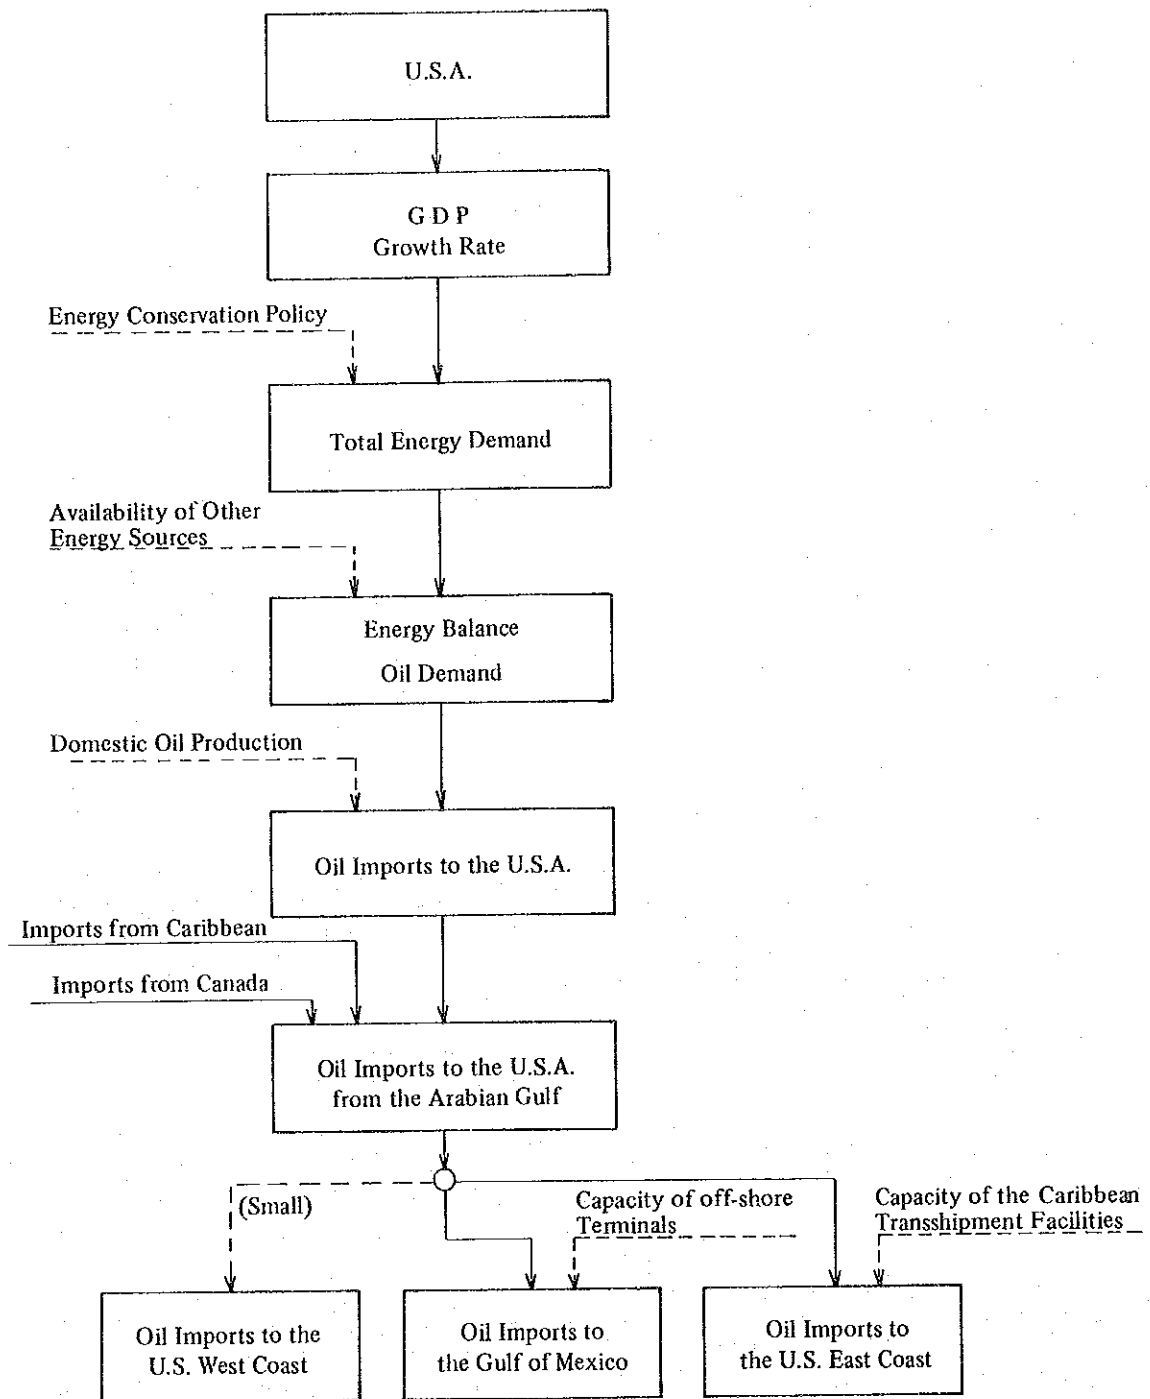 U.S.A.
G D P
Growth Rate
Energy Conservation Policy
Total Energy Demand
Availability of Other
Energy Sources
Energy Balance
Oil Demand
Domestic Oil Production
Oil Imports to the U.S.A.
Imports from Caribbean
Imports from Canada
Oil Imports to the U.S.A.
from the Arabian Gulf
(Small)
Capacity of off-shore
Terminals
Capacity of the Caribbean
Transshipment Facilities
Oil Imports to the
U.S. West Coast
Oil Imports to
the Gulf of Mexico
Oil Imports to
the U.S. East Coast